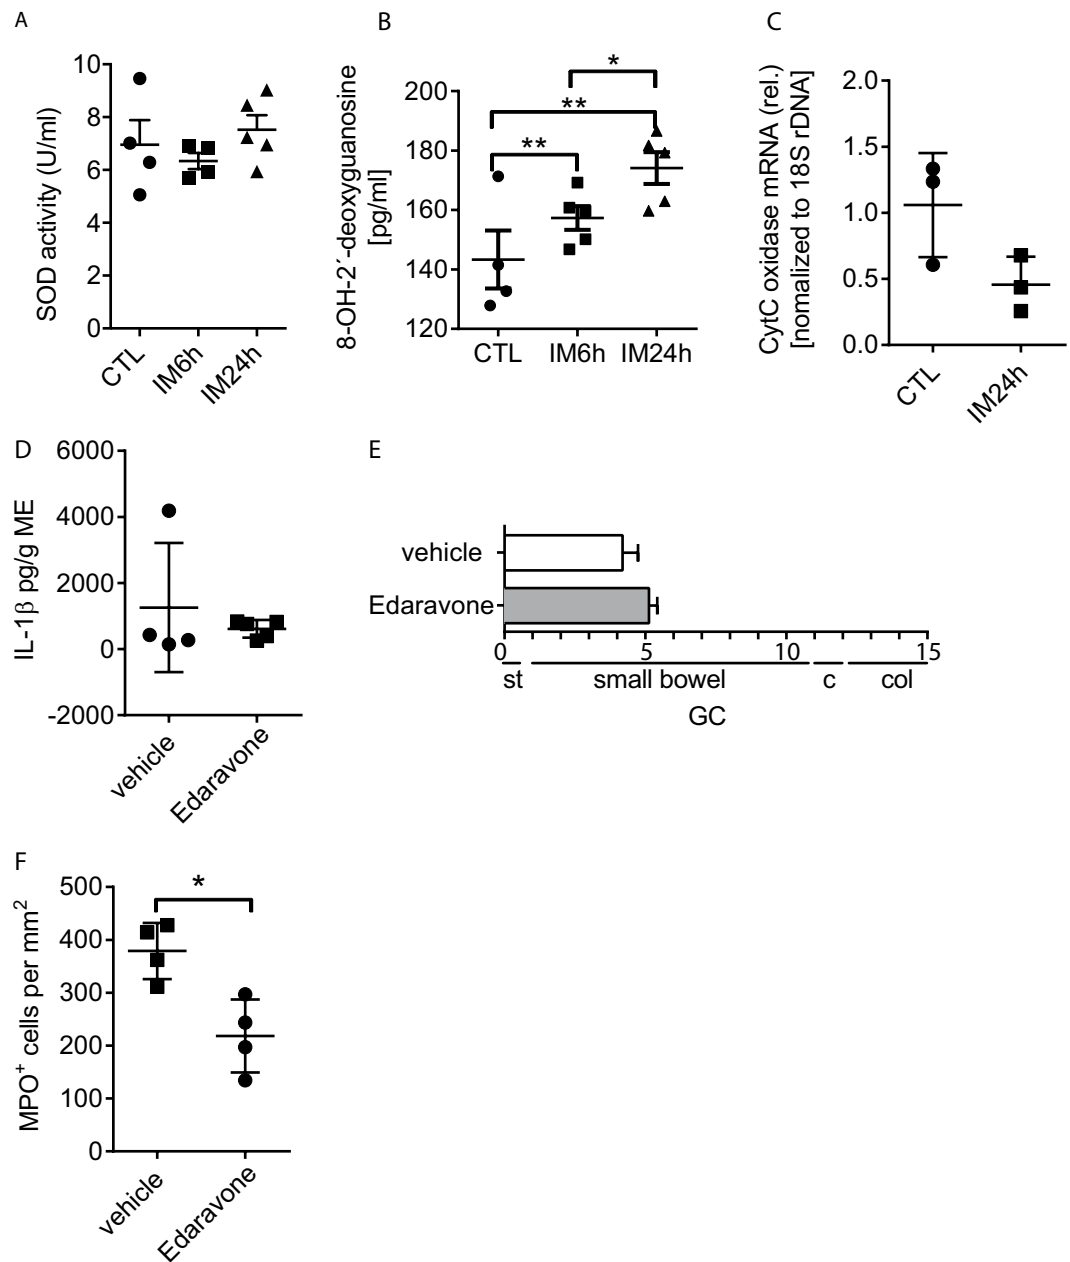 A
SOD activity (U/ml)
10
8
6
4
2
0
CTL
IM6h
IM24h
B
8-OH-2´-deoxyguanosine
[pg/ml]
200
180
160
140
120
**
**
*
CTL IM6h IM24h
C
CytC oxidase mRNA (rel.)
[nomalized to 18S rDNA]
2.0
1.5
1.0
0.5
0.0
CTL
IM24h
D
IL-1β pg/g ME
6000
4000
2000
0
-2000
vehicle
Edaravone
E
vehicle
Edaravone
0 5 10 15
st small bowel c col
GC
F
MPO⁺ cells per mm²
500
400
300
200
100
0
*
vehicle
Edaravone